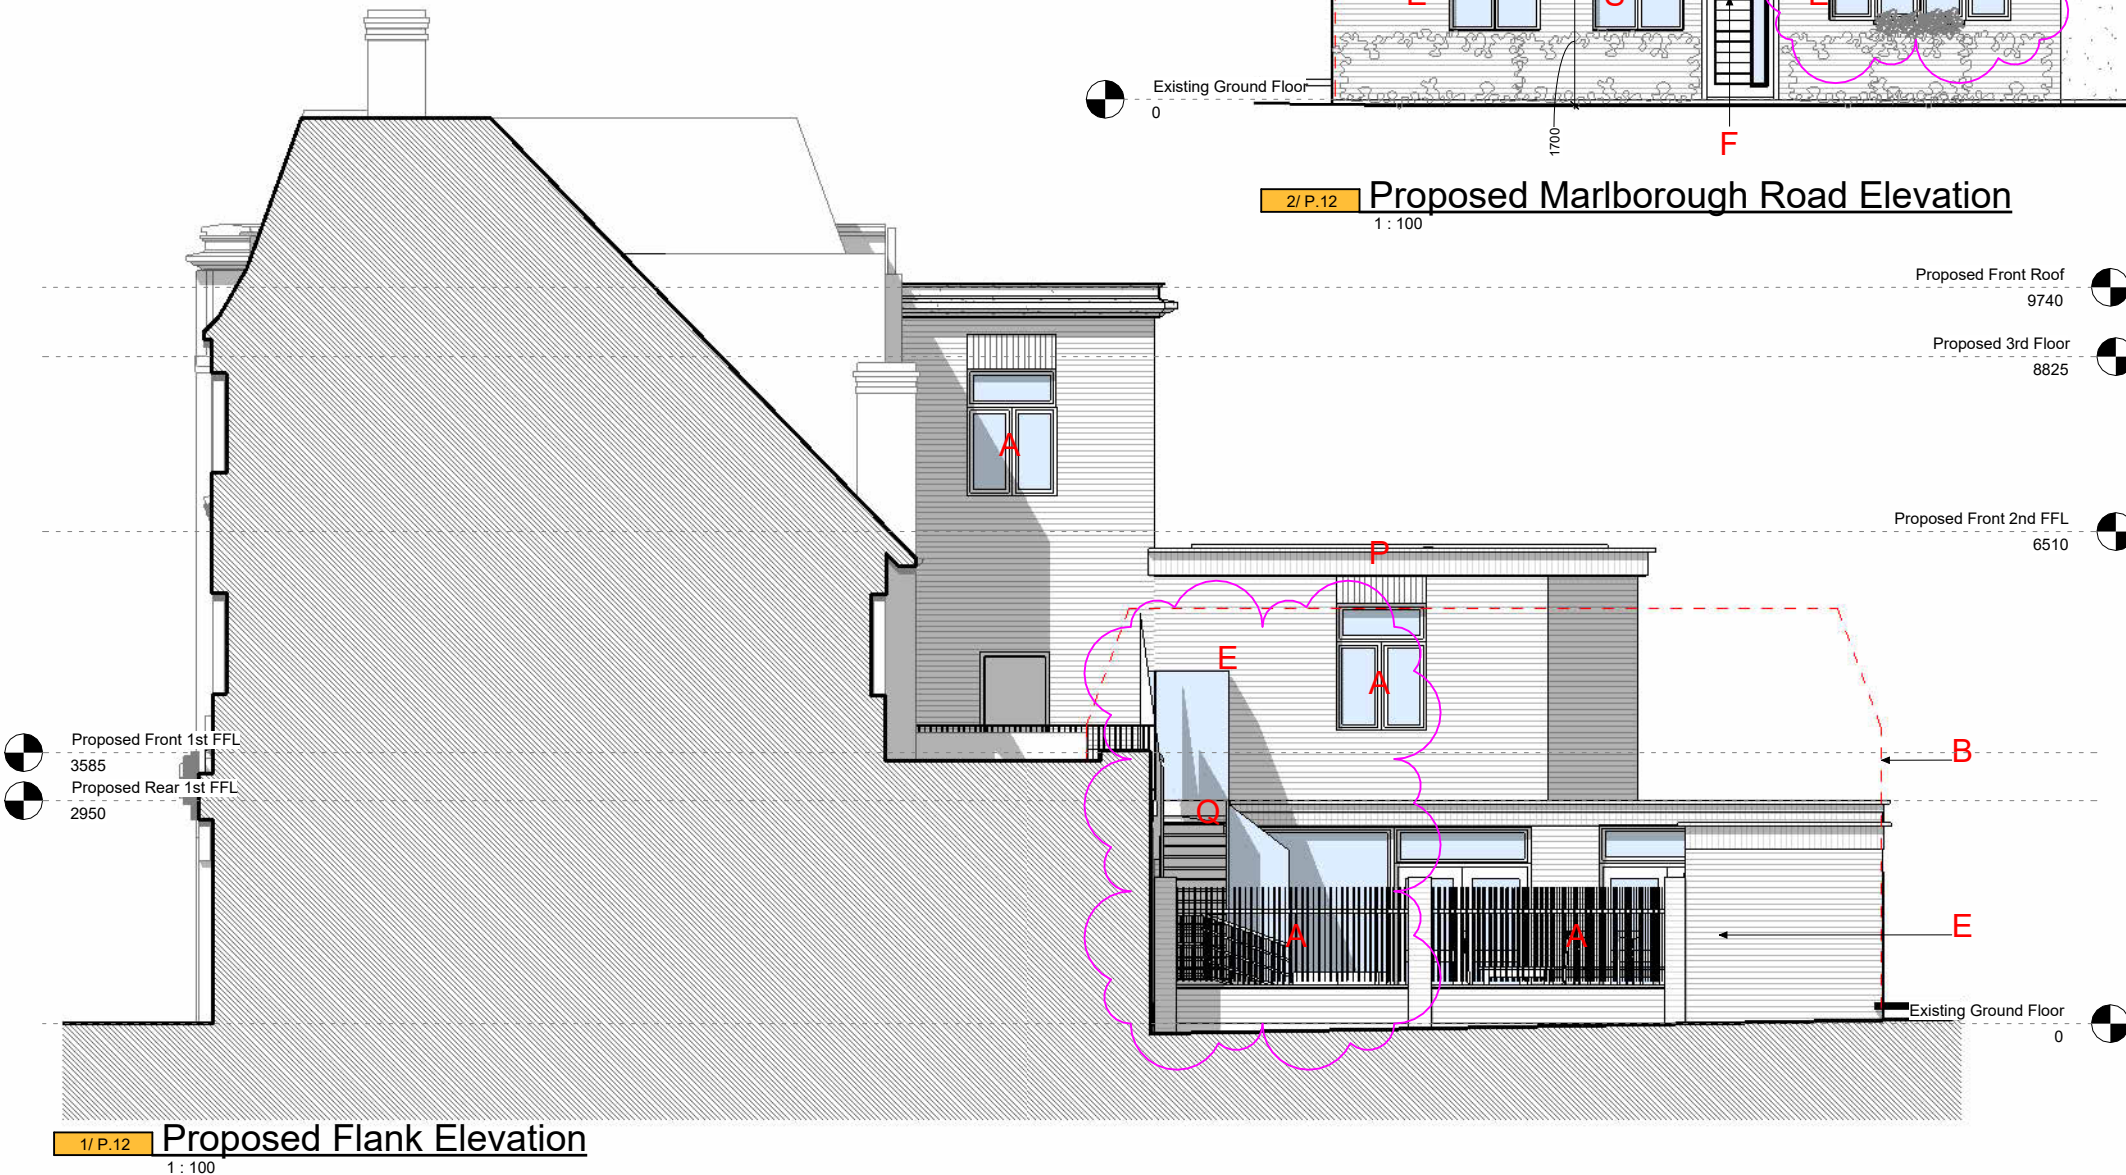 E
C
E
Existing Ground Floor
0
1700
F
2/ P.12 Proposed Marlborough Road Elevation
1 : 100
Proposed Front Roof
9740
Proposed 3rd Floor
8825
A
Proposed Front 2nd FFL
6510
P
E
A
Proposed Front 1st FFL
3585
B
Proposed Rear 1st FFL
2950
Q
A
A
E
Existing Ground Floor
0
1/ P.12 Proposed Flank Elevation
1 : 100